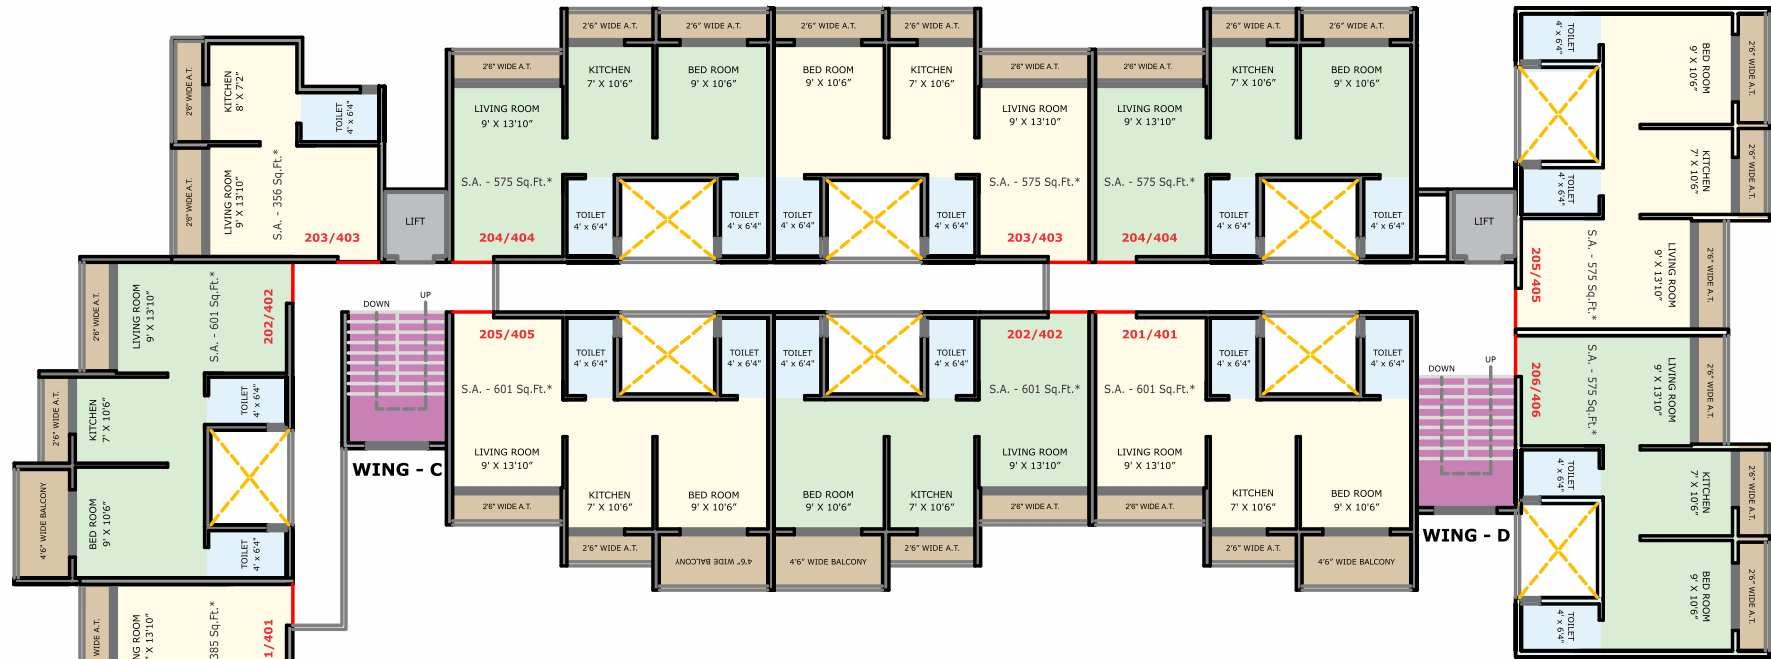 2'6" WIDE A.T.
KITCHEN
8' X 7'2"
TOILET
4' x 6'4"
2'6" WIDE A.T.
LIVING ROOM
9' X 13'10"
S.A. - 356 Sq.Ft.*
203/403
LIFT
2'6" WIDE A.T.
LIVING ROOM
9' X 13'10"
S.A. - 601 Sq.Ft.*
202/402
2'6" WIDE A.T.
KITCHEN
7' X 10'6"
TOILET
4' x 6'4"
4'6" WIDE BALCONY
BED ROOM
9' X 10'6"
TOILET
4' x 6'4"
WIDE A.T.
NG ROOM
X 13'10"
385 Sq.Ft.*
1/401
DOWN
UP
WING - C
2'6" WIDE A.T.
2'6" WIDE A.T.
2'6" WIDE A.T.
LIVING ROOM
9' X 13'10"
KITCHEN
7' X 10'6"
BED ROOM
9' X 10'6"
S.A. - 575 Sq.Ft.*
TOILET
4' x 6'4"
TOILET
4' x 6'4"
204/404
2'6" WIDE A.T.
2'6" WIDE A.T.
2'6" WIDE A.T.
BED ROOM
9' X 10'6"
KITCHEN
7' X 10'6"
LIVING ROOM
9' X 13'10"
S.A. - 575 Sq.Ft.*
TOILET
4' x 6'4"
TOILET
4' x 6'4"
203/403
2'6" WIDE A.T.
2'6" WIDE A.T.
2'6" WIDE A.T.
LIVING ROOM
9' X 13'10"
KITCHEN
7' X 10'6"
BED ROOM
9' X 10'6"
S.A. - 575 Sq.Ft.*
TOILET
4' x 6'4"
TOILET
4' x 6'4"
204/404
LIFT
205/405
TOILET
4' x 6'4"
S.A. - 601 Sq.Ft.*
TOILET
4' x 6'4"
LIVING ROOM
9' X 13'10"
KITCHEN
7' X 10'6"
BED ROOM
9' X 10'6"
2'6" WIDE A.T.
2'6" WIDE A.T.
4'6" WIDE BALCONY
TOILET
4' x 6'4"
TOILET
4' x 6'4"
202/402
S.A. - 601 Sq.Ft.*
BED ROOM
9' X 10'6"
KITCHEN
7' X 10'6"
LIVING ROOM
9' X 13'10"
2'6" WIDE A.T.
4'6" WIDE BALCONY
2'6" WIDE A.T.
201/401
S.A. - 601 Sq.Ft.*
TOILET
4' x 6'4"
TOILET
4' x 6'4"
LIVING ROOM
9' X 13'10"
KITCHEN
7' X 10'6"
BED ROOM
9' X 10'6"
2'6" WIDE A.T.
2'6" WIDE A.T.
4'6" WIDE BALCONY
DOWN
UP
WING - D
TOILET
4' x 6'4"
BED ROOM
9' X 10'6"
2'6" WIDE A.T.
TOILET
4' x 6'4"
KITCHEN
7' X 10'6"
2'6" WIDE A.T.
205/405
S.A. - 575 Sq.Ft.*
LIVING ROOM
9' X 13'10"
2'6" WIDE A.T.
206/406
S.A. - 575 Sq.Ft.*
LIVING ROOM
9' X 13'10"
2'6" WIDE A.T.
TOILET
4' x 6'4"
KITCHEN
7' X 10'6"
2'6" WIDE A.T.
TOILET
4' x 6'4"
BED ROOM
9' X 10'6"
2'6" WIDE A.T.